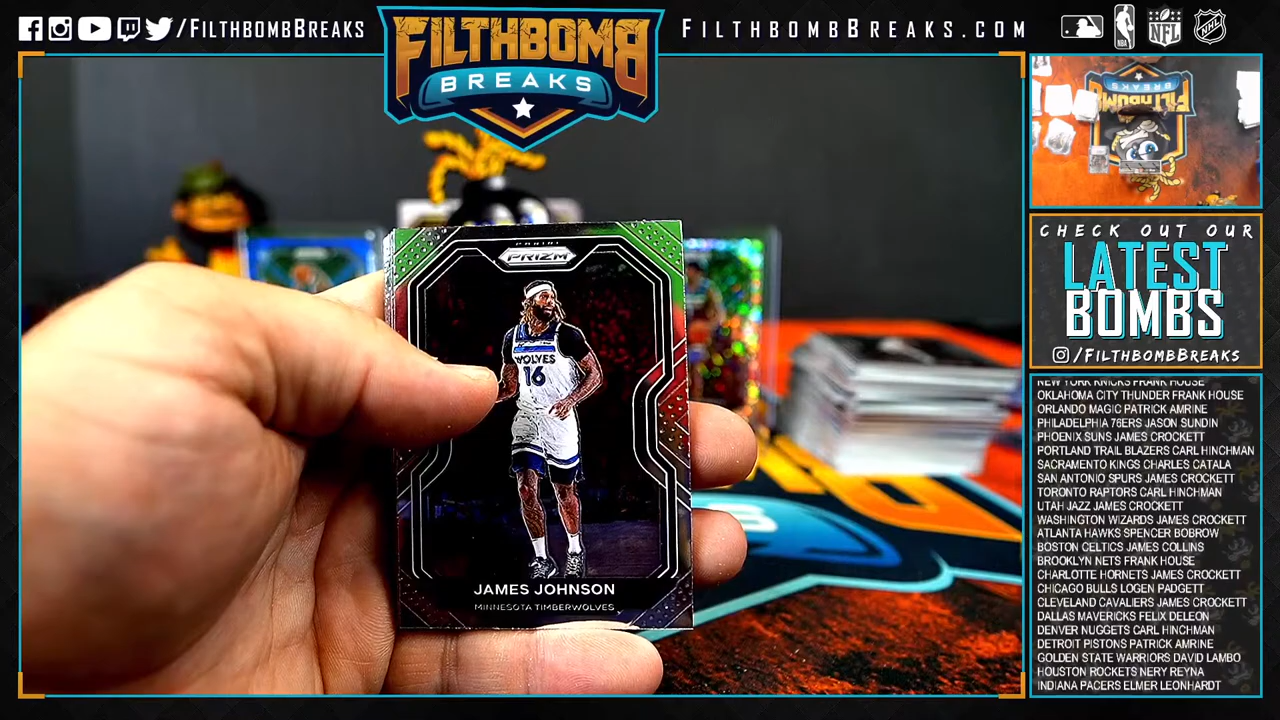 /FilthbombBreaks
FILTHBOMB
BREAKS
FilthbombBreaks.com
CHECK OUT OUR
LATEST
BOMBS
/FilthbombBreaks
PANINI
PRIZM
WOLVES
16
JAMES JOHNSON
MINNESOTA TIMBERWOLVES
NEW YORK KNICKS FRANK HOUSE
OKLAHOMA CITY THUNDER FRANK HOUSE
ORLANDO MAGIC PATRICK AMRINE
PHILADELPHIA 76ERS JASON SUNDIN
PHOENIX SUNS JAMES CROCKETT
PORTLAND TRAIL BLAZERS CARL HINCHMAN
SACRAMENTO KINGS CHARLES CATALA
SAN ANTONIO SPURS JAMES CROCKETT
TORONTO RAPTORS CARL HINCHMAN
UTAH JAZZ JAMES CROCKETT
WASHINGTON WIZARDS JAMES CROCKETT
ATLANTA HAWKS SPENCER BOBROW
BOSTON CELTICS JAMES COLLINS
BROOKLYN NETS FRANK HOUSE
CHARLOTTE HORNETS JAMES CROCKETT
CHICAGO BULLS LOGEN PADGETT
CLEVELAND CAVALIERS JAMES CROCKETT
DALLAS MAVERICKS FELIX DELEON
DENVER NUGGETS CARL HINCHMAN
DETROIT PISTONS PATRICK AMRINE
GOLDEN STATE WARRIORS DAVID LAMBO
HOUSTON ROCKETS NERY REYNA
INDIANA PACERS ELMER LEONHARDT